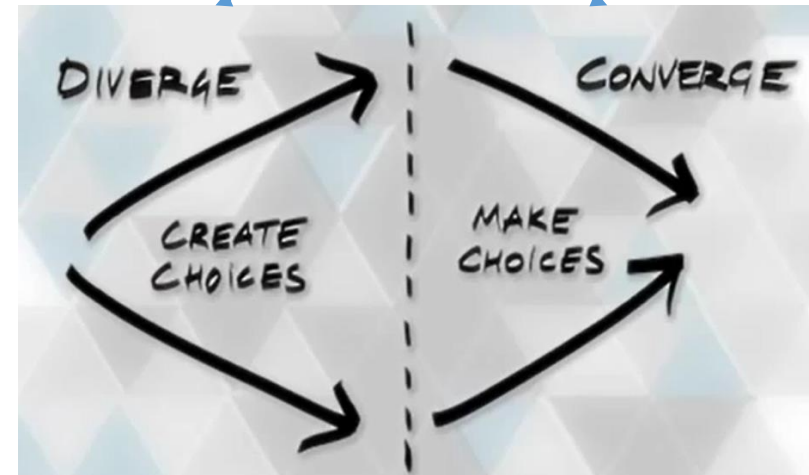 DIVERGE
CREATE
CHOICES
CONVERGE
MAKE
CHOICES